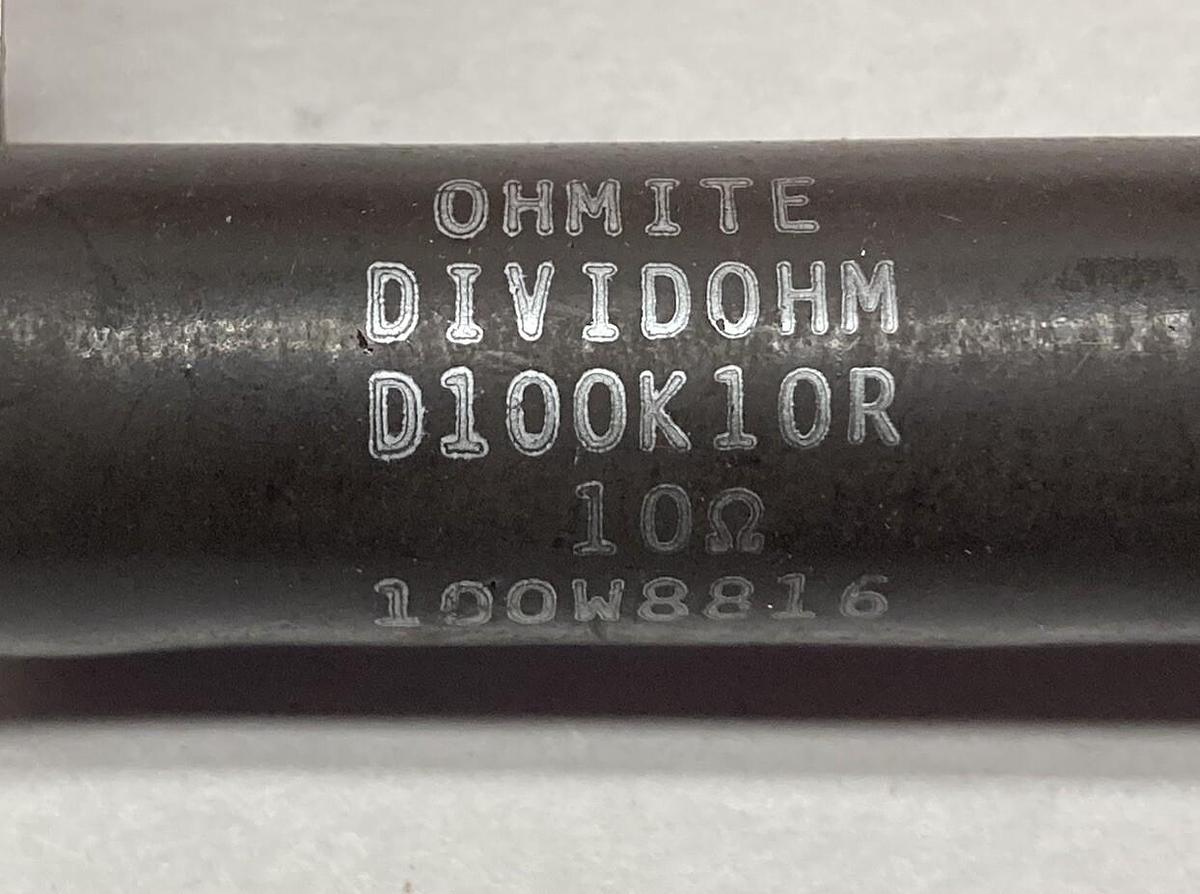 OHMITE
DIVIDOHM
D100K10R
10Ω
100W8816